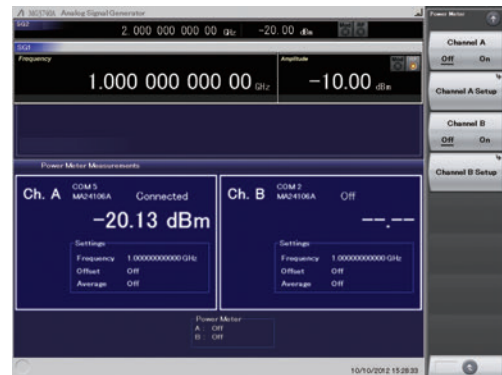 MG3740A Analog Signal Generator
SG2
2. 000 000 000 00 GHz
-20. 00 dBm
SG1
Frequency
1.000 000 000 00 GHz
Amplitude
-10.00 dBm
Power Meter Measurements
Ch. A
COM 5
MA24106A
Connected
-20.13 dBm
Settings
Frequency 1.00000000000 GHz
Offset Off
Average Off
Ch. B
COM 2
MA24106A
Off
--.--
Settings
Frequency 1.00000000000 GHz
Offset Off
Average Off
Power Meter
A : Off
B : Off
10/10/2012 15:28:33
Power Meter
Channel A
Off On
Channel A Setup
Channel B
Off On
Channel B Setup